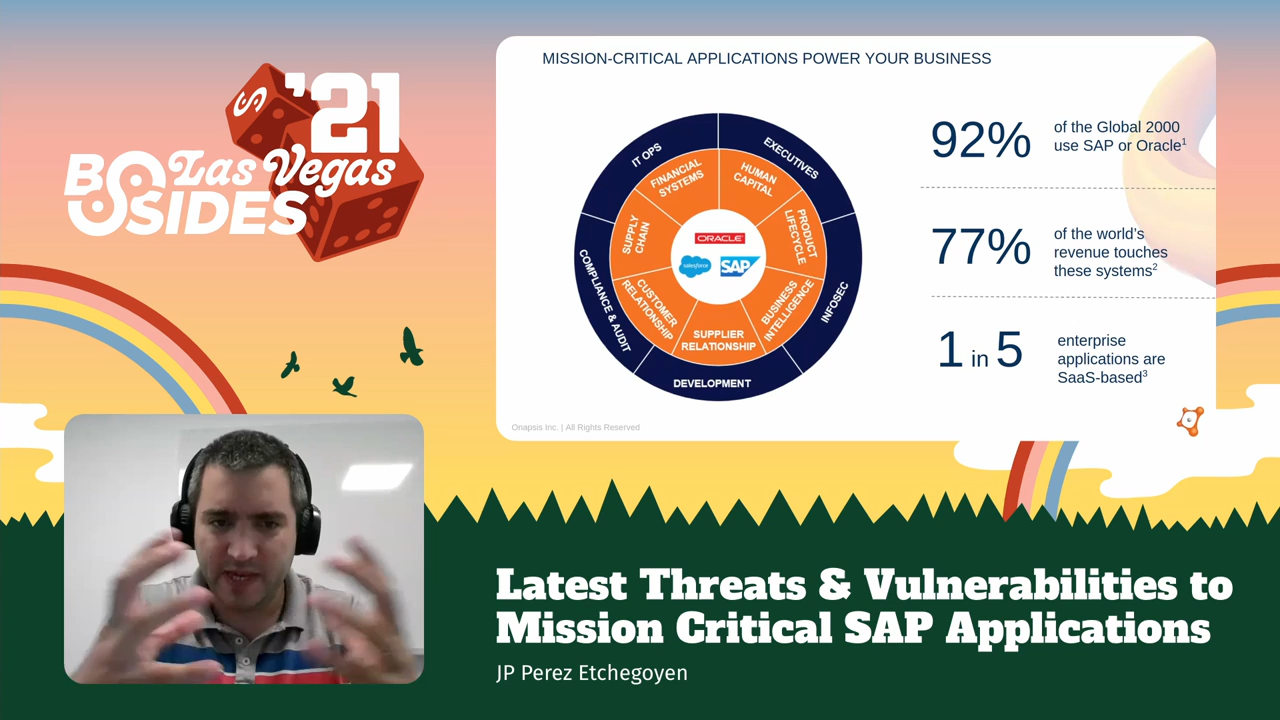 '21
Las Vegas
BSIDES
S
MISSION-CRITICAL APPLICATIONS POWER YOUR BUSINESS
IT OPS
EXECUTIVES
INFOSEC
DEVELOPMENT
COMPLIANCE & AUDIT
FINANCIAL
SYSTEMS
HUMAN
CAPITAL
PRODUCT
LIFECYCLE
BUSINESS
INTELLIGENCE
SUPPLIER
RELATIONSHIP
CUSTOMER
RELATIONSHIP
SUPPLY
CHAIN
ORACLE
salesforce
SAP
92%
of the Global 2000
use SAP or Oracle1
77%
of the world's
revenue touches
these systems2
1 in 5
enterprise
applications are
SaaS-based3
Onapsis Inc. | All Rights Reserved
Latest Threats & Vulnerabilities to
Mission Critical SAP Applications
JP Perez Etchegoyen